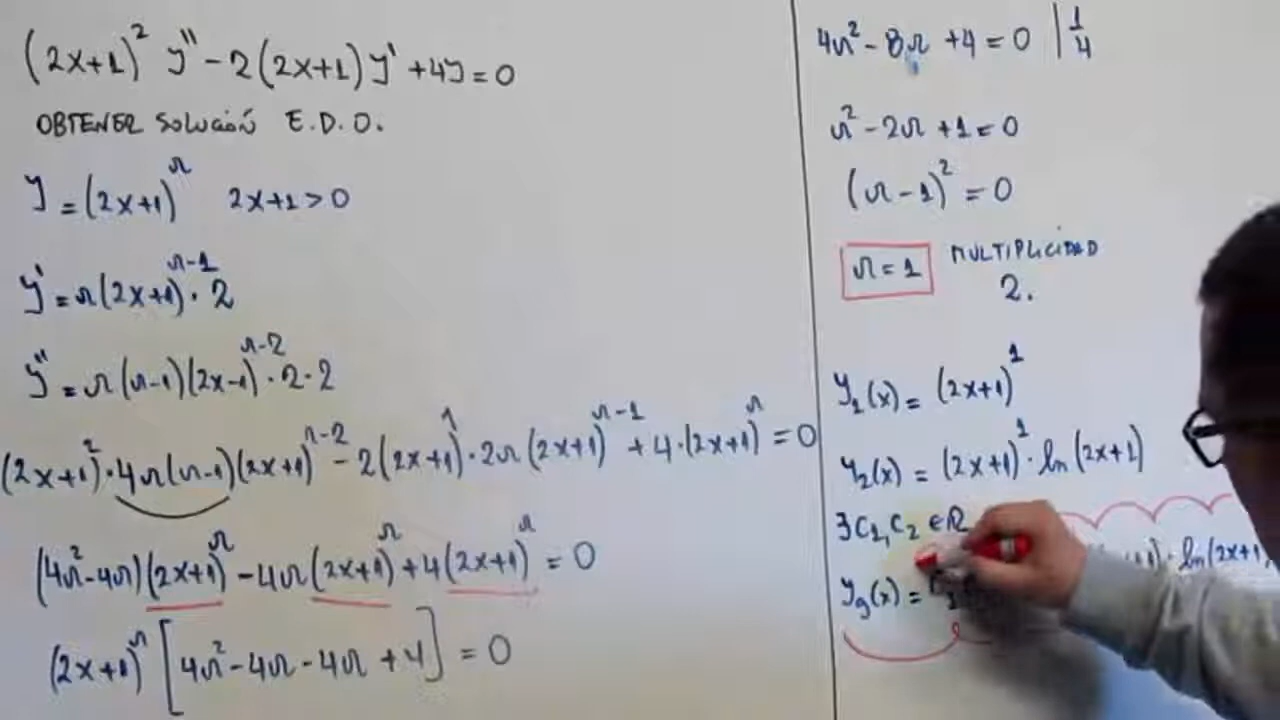 (2x+1)² y'' - 2(2x+1) y' + 4y = 0
OBTENER SOLUCIÓN E.D.O.
y = (2x+1)^r 2x+1 > 0
y' = r(2x+1)^(r-1) · 2
y'' = r(r-1)(2x-1)^(r-2) · 2 · 2
(2x+1)² · 4r(r-1)(2x+1)^(r-2) - 2(2x+1)^1 · 2r(2x+1)^(r-1) + 4·(2x+1)^r = 0
(4r²-4r)(2x+1)^r - 4r(2x+1)^r + 4(2x+1)^r = 0
(2x+1)^r [4r² - 4r - 4r + 4] = 0
4r² - 8r + 4 = 0 | 1/4
r² - 2r + 1 = 0
(r - 1)² = 0
r = 1 MULTIPLICIDAD
2.
y₁(x) = (2x+1)^1
y₂(x) = (2x+1)^1 · ln(2x+1)
∃ C₁, C₂ ∈ R
y_g(x) = · ln(2x+1)